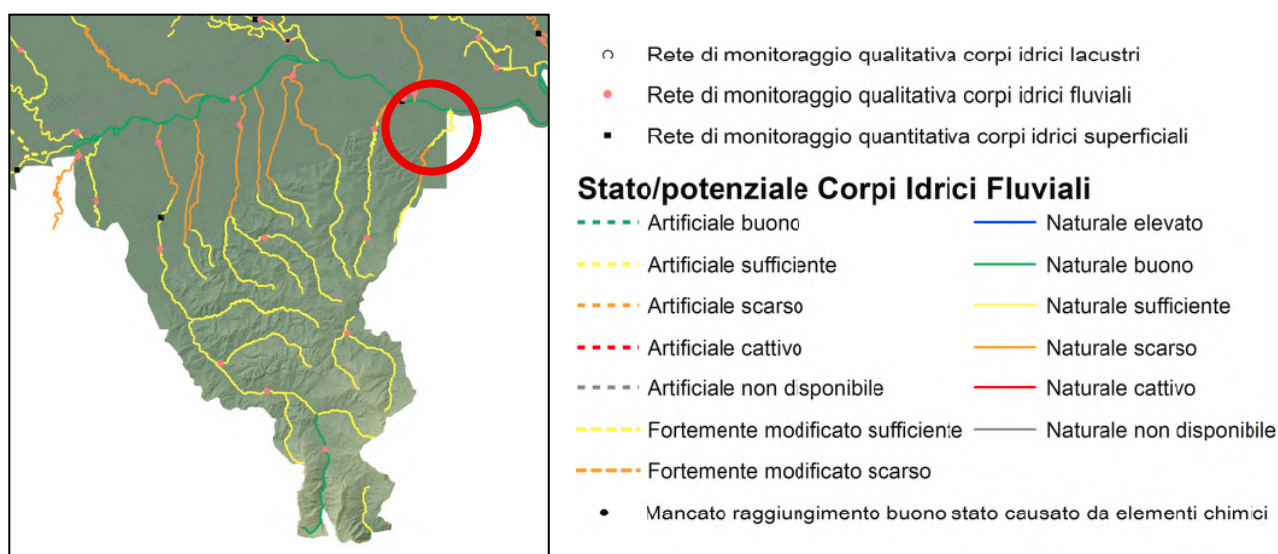 Rete di monitoraggio qualitativa corpi idrici lacustri
Rete di monitoraggio qualitativa corpi idrici fluviali
Rete di monitoraggio quantitativa corpi idrici superficiali
Stato/potenziale Corpi Idrici Fluviali
Artificiale buono
Artificiale sufficiente
Artificiale scarso
Artificiale cattivo
Artificiale non disponibile
Fortemente modificato sufficiente
Fortemente modificato scarso
Naturale elevato
Naturale buono
Naturale sufficiente
Naturale scarso
Naturale cattivo
Naturale non disponibile
Mancato raggiungimento buono stato causato da elementi chimici